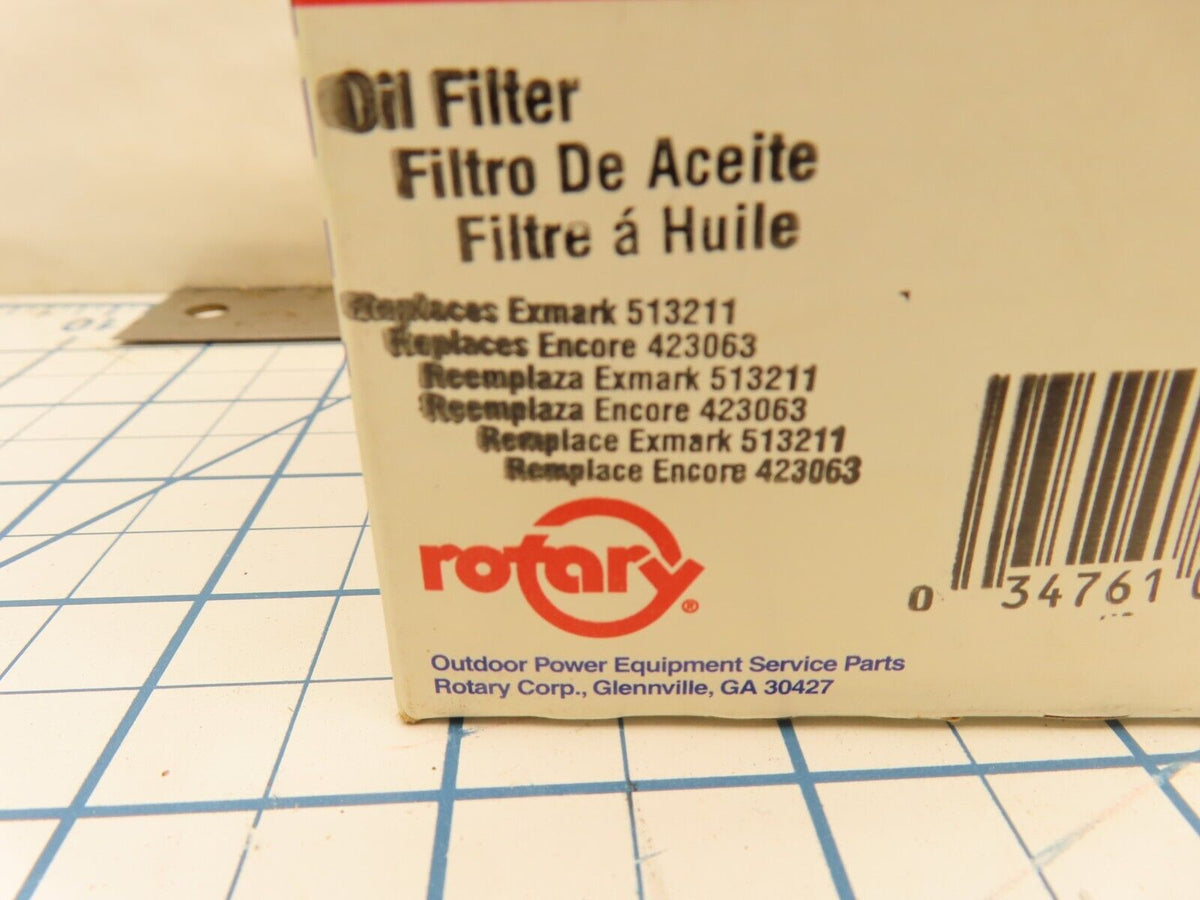 Oil Filter
Filtro De Aceite
Filtre á Huile
Replaces Exmark 513211
Replaces Encore 423063
Reemplaza Exmark 513211
Reemplaza Encore 423063
Remplace Exmark 513211
Remplace Encore 423063
rotary®
Outdoor Power Equipment Service Parts
Rotary Corp., Glennville, GA 30427
0 34761
10